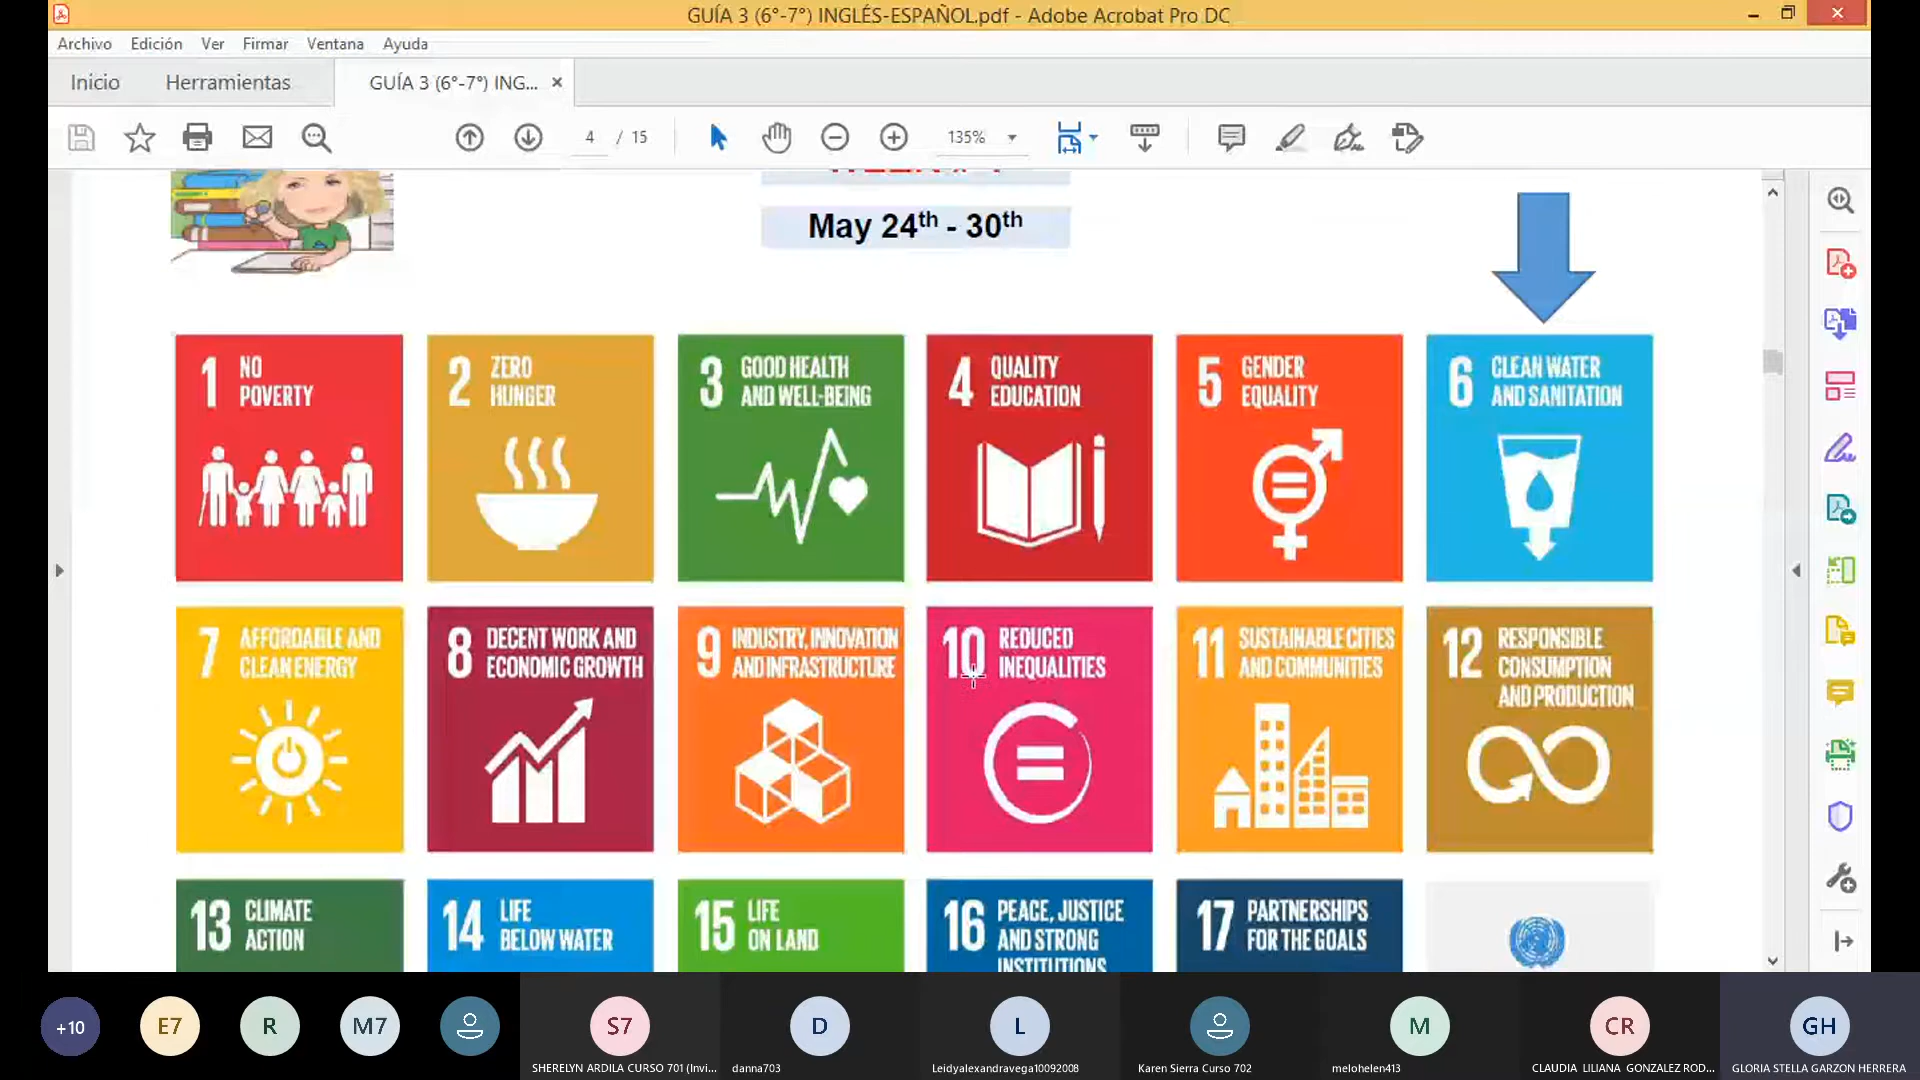 GUÍA 3 (6°-7°) INGLÉS-ESPAÑOL.pdf - Adobe Acrobat Pro DC
Archivo Edición Ver Firmar Ventana Ayuda
Inicio Herramientas GUÍA 3 (6°-7°) ING... ×
4 / 15 135%
May 24th - 30th
1 NO
POVERTY
2 ZERO
HUNGER
3 GOOD HEALTH
AND WELL-BEING
4 QUALITY
EDUCATION
5 GENDER
EQUALITY
6 CLEAN WATER
AND SANITATION
7 AFFORDABLE AND
CLEAN ENERGY
8 DECENT WORK AND
ECONOMIC GROWTH
9 INDUSTRY, INNOVATION
AND INFRASTRUCTURE
10 REDUCED
INEQUALITIES
11 SUSTAINABLE CITIES
AND COMMUNITIES
12 RESPONSIBLE
CONSUMPTION
AND PRODUCTION
13 CLIMATE
ACTION
14 LIFE
BELOW WATER
15 LIFE
ON LAND
16 PEACE, JUSTICE
AND STRONG
INSTITUTIONS
17 PARTNERSHIPS
FOR THE GOALS
+10 E7 R M7 S7 D L M CR GH
SHERELYN ARDILA CURSO 701 (Invi... danna703 Leidyalexandravega10092008 Karen Sierra Curso 702 melohelen413 CLAUDIA LILIANA GONZALEZ ROD... GLORIA STELLA GARZON HERRERA